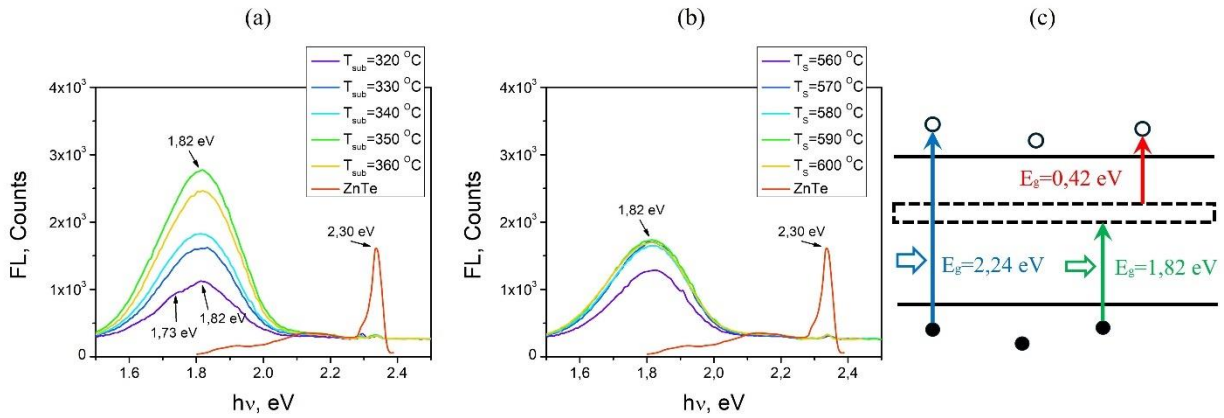 (a)
T_sub=320 °C
T_sub=330 °C
T_sub=340 °C
T_sub=350 °C
T_sub=360 °C
ZnTe
4x10³
3x10³
2x10³
1x10³
0
FL, Counts
1,82 eV
2,30 eV
1,73 eV
1,82 eV
1.6
1.8
2.0
2.2
2.4
hν, eV
(b)
T_S=560 °C
T_S=570 °C
T_S=580 °C
T_S=590 °C
T_S=600 °C
ZnTe
4x10³
3x10³
2x10³
1x10³
0
FL, Counts
1,82 eV
2,30 eV
1,6
1,8
2,0
2,2
2,4
hν, eV
(c)
E_g=0,42 eV
E_g=2,24 eV
E_g=1,82 eV